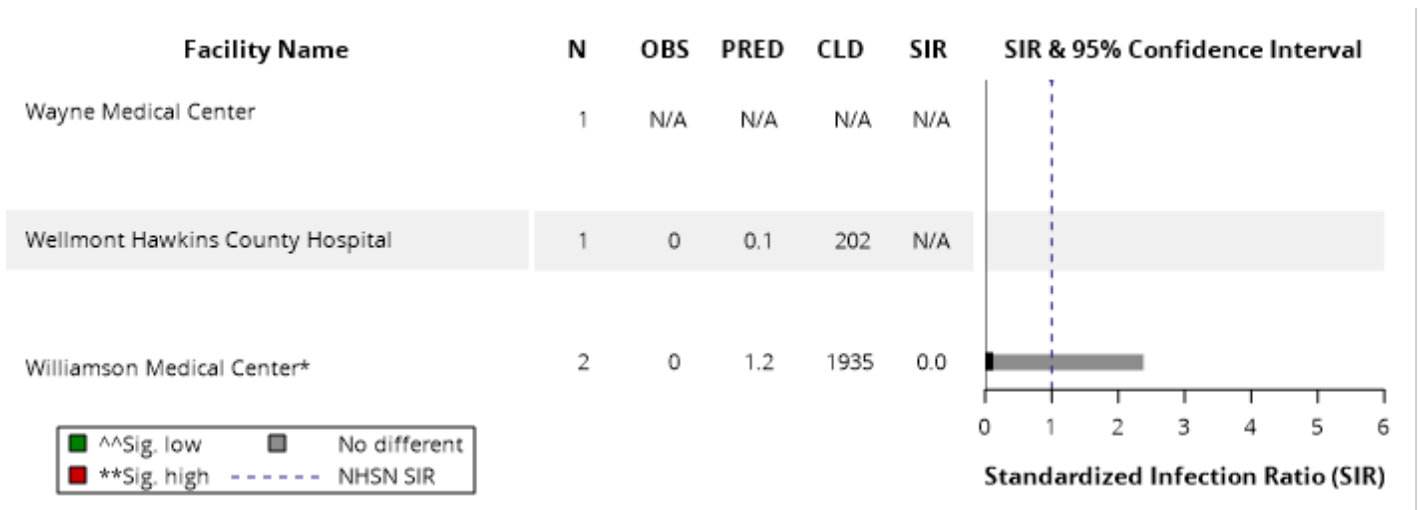 Facility Name N OBS PRED CLD SIR SIR & 95% Confidence Interval
Wayne Medical Center 1 N/A N/A N/A N/A
Wellmont Hawkins County Hospital 1 0 0.1 202 N/A
Williamson Medical Center* 2 0 1.2 1935 0.0
0 1 2 3 4 5 6
Standardized Infection Ratio (SIR)
^^Sig. low No different
**Sig. high NHSN SIR